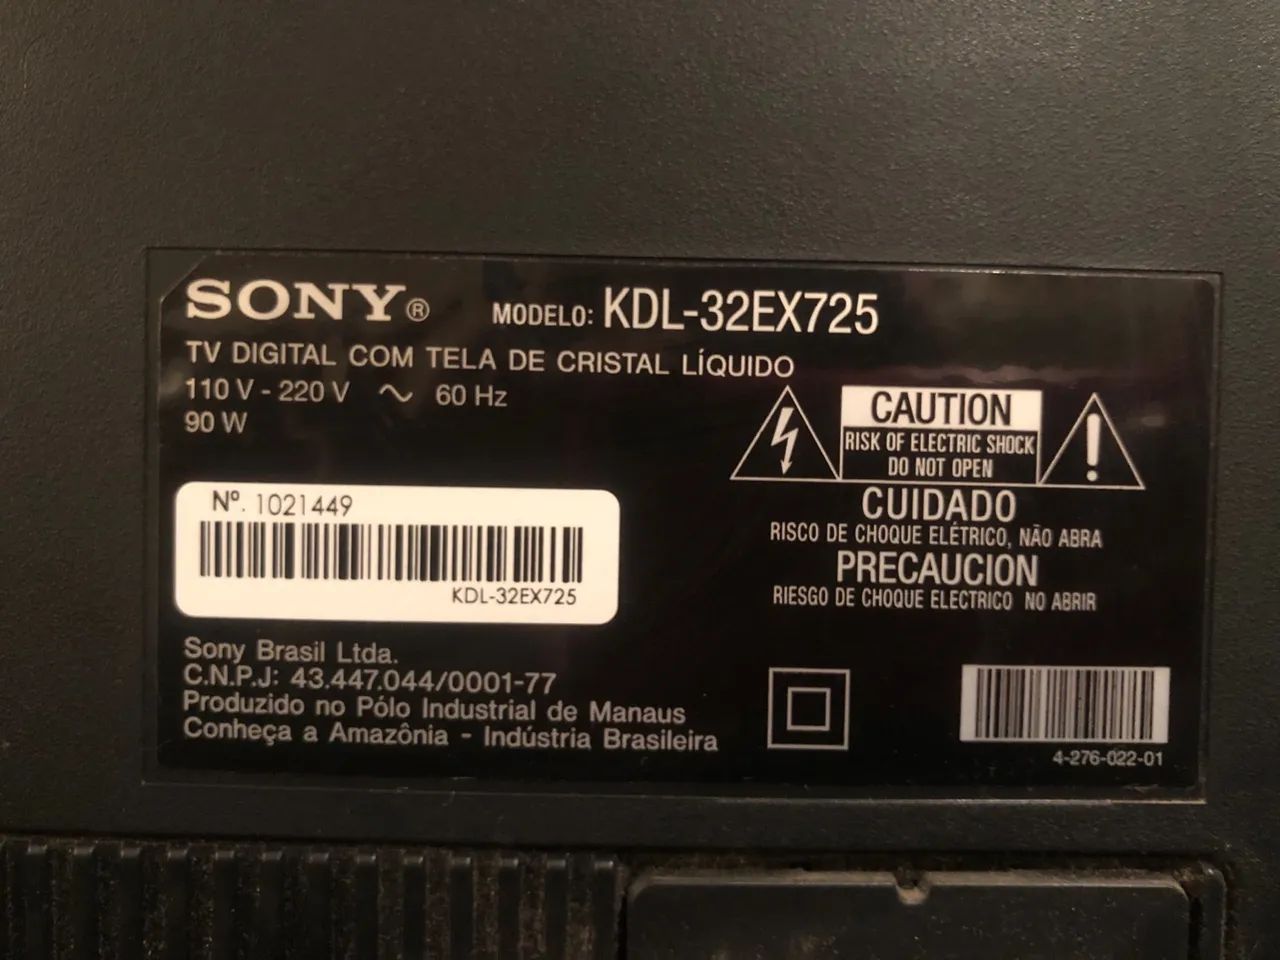 SONY®
MODELO: KDL-32EX725
TV DIGITAL COM TELA DE CRISTAL LÍQUIDO
110 V - 220 V ~ 60 Hz
90 W
CAUTION
RISK OF ELECTRIC SHOCK
DO NOT OPEN
CUIDADO
RISCO DE CHOQUE ELÉTRICO, NÃO ABRA
PRECAUCION
RIESGO DE CHOQUE ELECTRICO NO ABRIR
Nº. 1021449
KDL-32EX725
Sony Brasil Ltda.
C.N.P.J: 43.447.044/0001-77
Produzido no Pólo Industrial de Manaus
Conheça a Amazônia - Indústria Brasileira
4-276-022-01